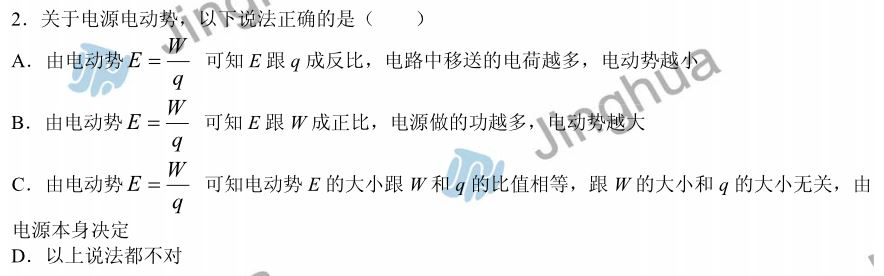 2．关于电源电动势，以下说法正确的是（　　）
A．由电动势 E = W/q 可知 E 跟 q 成反比，电路中移送的电荷越多，电动势越小
B．由电动势 E = W/q 可知 E 跟 W 成正比，电源做的功越多，电动势越大
C．由电动势 E = W/q 可知电动势 E 的大小跟 W 和 q 的比值相等，跟 W 的大小和 q 的大小无关，由
电源本身决定
D．以上说法都不对
Jinghua
Jinghua
Jinghua